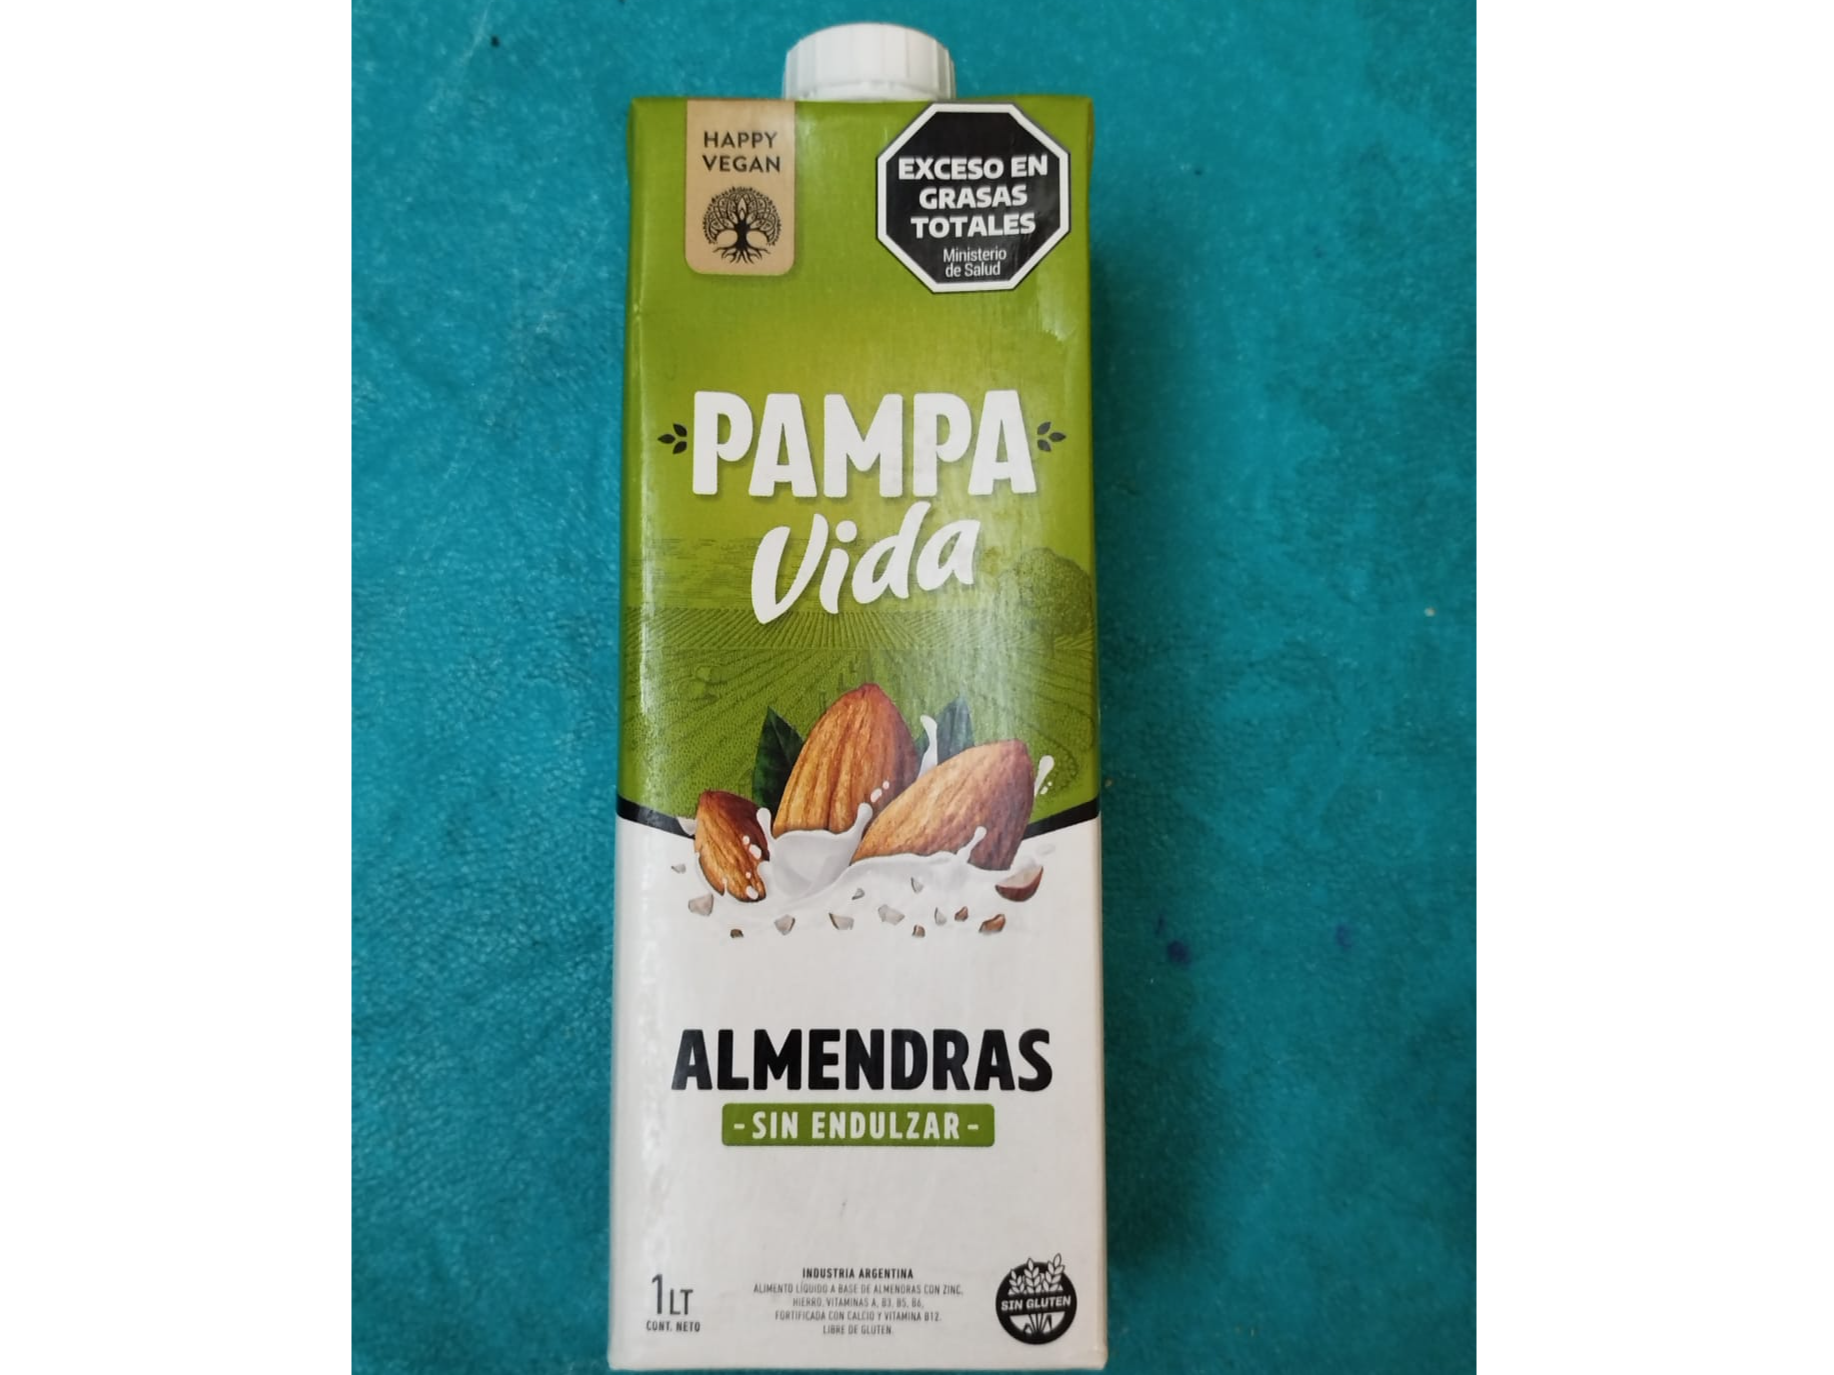 HAPPY
VEGAN
EXCESO EN
GRASAS
TOTALES
Ministerio
de Salud
PAMPA
Vida
ALMENDRAS
- SIN ENDULZAR -
1 LT
CONT. NETO
INDUSTRIA ARGENTINA
ALIMENTO LÍQUIDO A BASE DE ALMENDRAS CON ZINC,
HIERRO, VITAMINAS A, B3, B5, B6,
FORTIFICADA CON CALCIO Y VITAMINA B12.
LIBRE DE GLUTEN
SIN GLUTEN